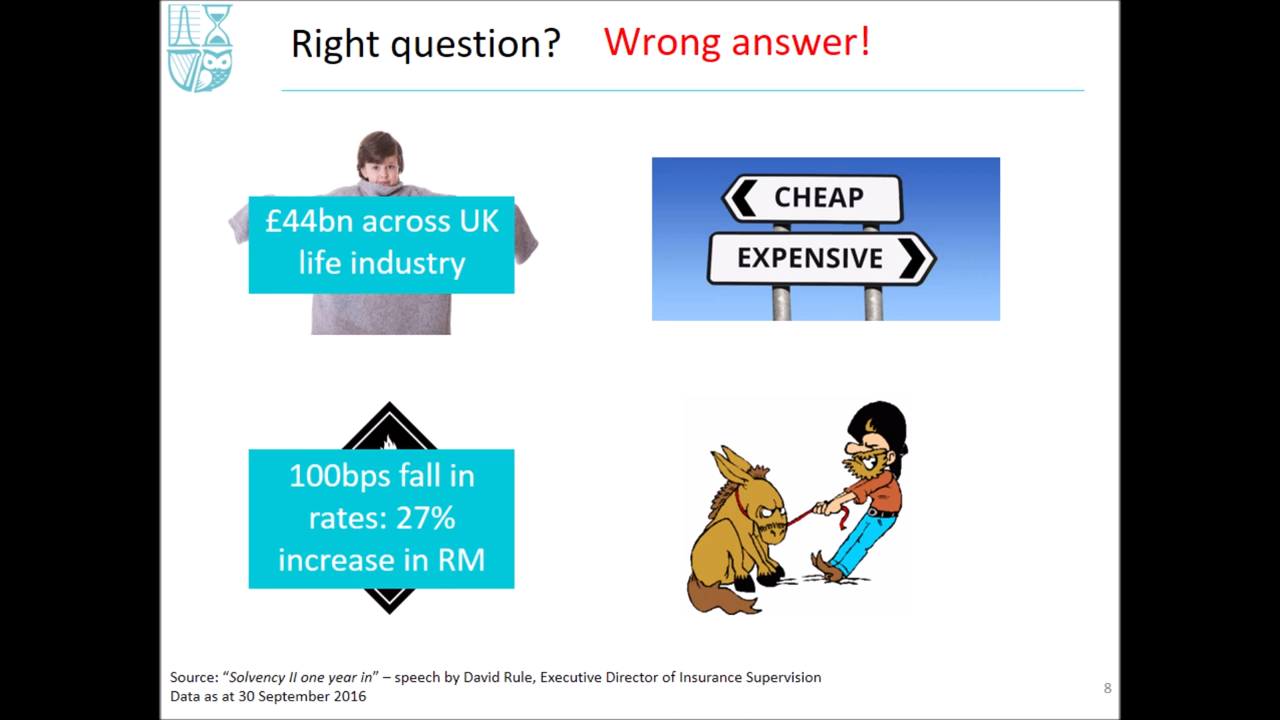 Right question? Wrong answer!
£44bn across UK
life industry
CHEAP
EXPENSIVE
100bps fall in
rates: 27%
increase in RM
Source: “Solvency II one year in” – speech by David Rule, Executive Director of Insurance Supervision
Data as at 30 September 2016
8